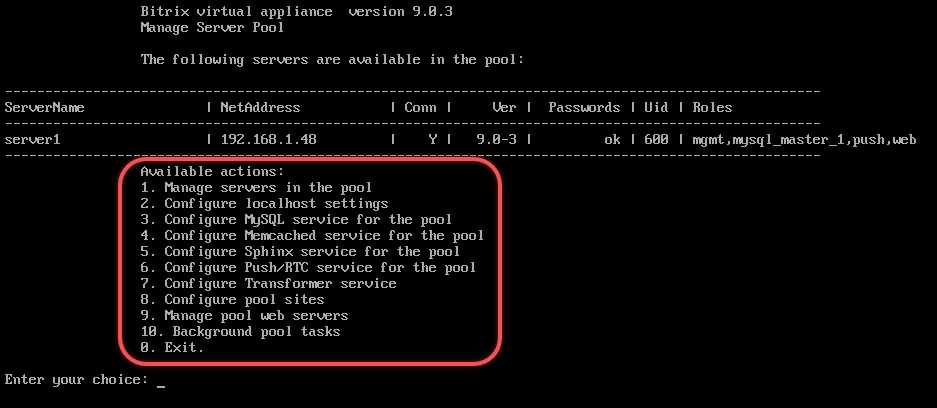 Bitrix virtual appliance  version 9.0.3
Manage Server Pool
The following servers are available in the pool:
---------------------------------------------------------------------------------------------------
ServerName | NetAddress | Conn | Ver | Passwords | Uid | Roles
---------------------------------------------------------------------------------------------------
server1 | 192.168.1.48 | Y | 9.0-3 | ok | 600 | mgmt,mysql_master_1,push,web
---------------------------------------------------------------------------------------------------
Available actions:
1. Manage servers in the pool
2. Configure localhost settings
3. Configure MySQL service for the pool
4. Configure Memcached service for the pool
5. Configure Sphinx service for the pool
6. Configure Push/RTC service for the pool
7. Configure Transformer service
8. Configure pool sites
9. Manage pool web servers
10. Background pool tasks
0. Exit.
Enter your choice: _